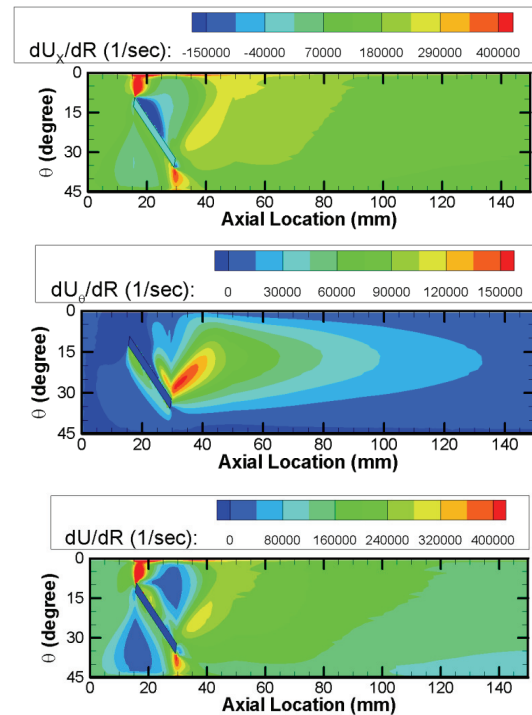 dUx/dR (1/sec): -150000 -40000 70000 180000 290000 400000
0
15
30
45
θ (degree)
0 20 40 60 80 100 120 140
Axial Location (mm)
dUθ/dR (1/sec): 0 30000 60000 90000 120000 150000
0
15
30
45
θ (degree)
0 20 40 60 80 100 120 140
Axial Location (mm)
dU/dR (1/sec): 0 80000 160000 240000 320000 400000
0
15
30
45
θ (degree)
0 20 40 60 80 100 120 140
Axial Location (mm)